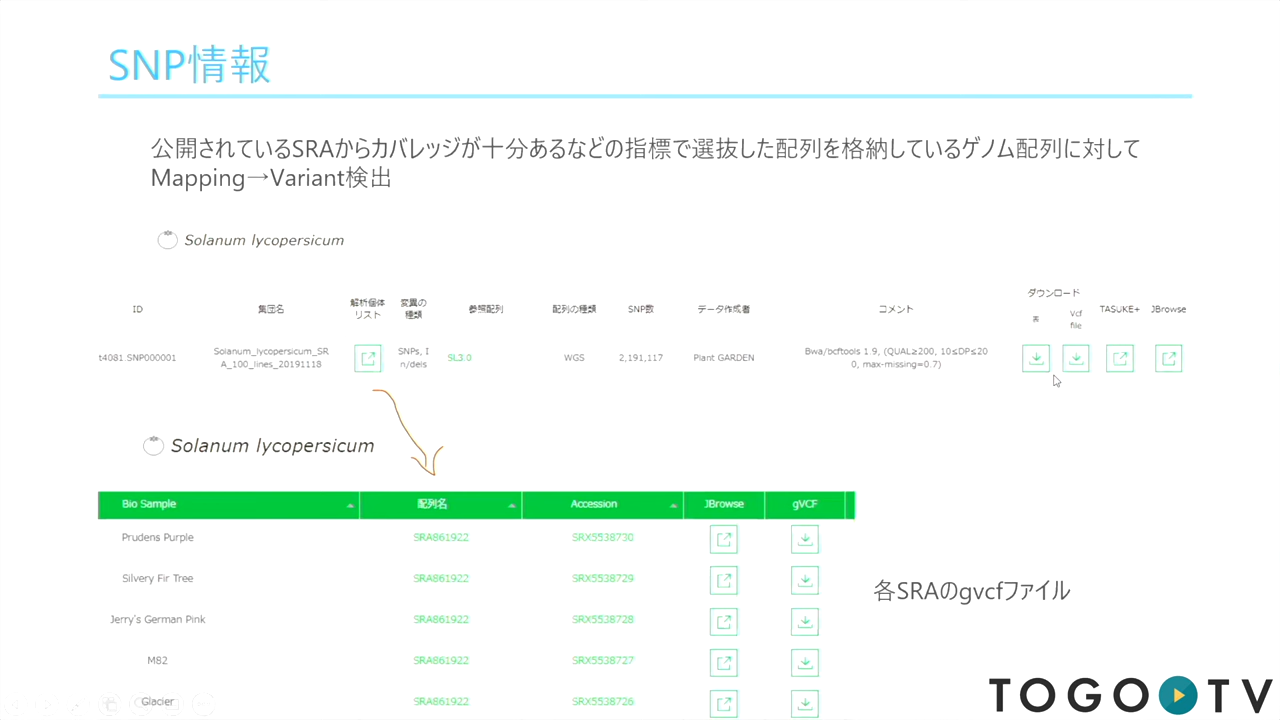 SNP情報
公開されているSRAからカバレッジが十分あるなどの指標で選抜した配列を格納しているゲノム配列に対して
Mapping→Variant検出
Solanum lycopersicum
ID 集団名 解析個体リスト 変異の種類 参照配列 配列の種類 SNP数 データ作成者 コメント ダウンロード 表 Vcf file TASUKE+ JBrowse
t4081.SNP000001 Solanum_lycopersicum_SRA_100_lines_20191118 SNPs, In/dels SL3.0 WGS 2,191,117 Plant GARDEN Bwa/bcftools 1.9, (QUAL≥200, 10≤DP≤200, max-missing=0.7)
Solanum lycopersicum
Bio Sample 配列名 Accession JBrowse gVCF
Prudens Purple SRA861922 SRX5538730
Silvery Fir Tree SRA861922 SRX5538729
Jerry's German Pink SRA861922 SRX5538728
M82 SRA861922 SRX5538727
Glacier SRA861922 SRX5538726
各SRAのgvcfファイル
TOGO TV